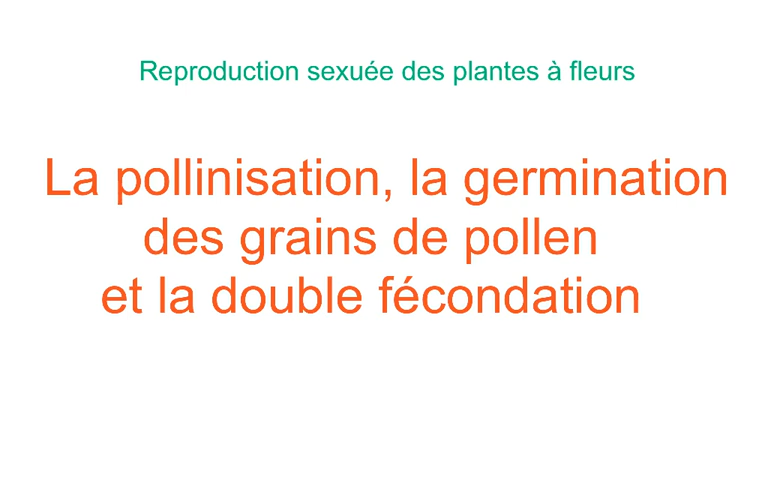 Reproduction sexuée des plantes à fleurs
La pollinisation, la germination
des grains de pollen
et la double fécondation